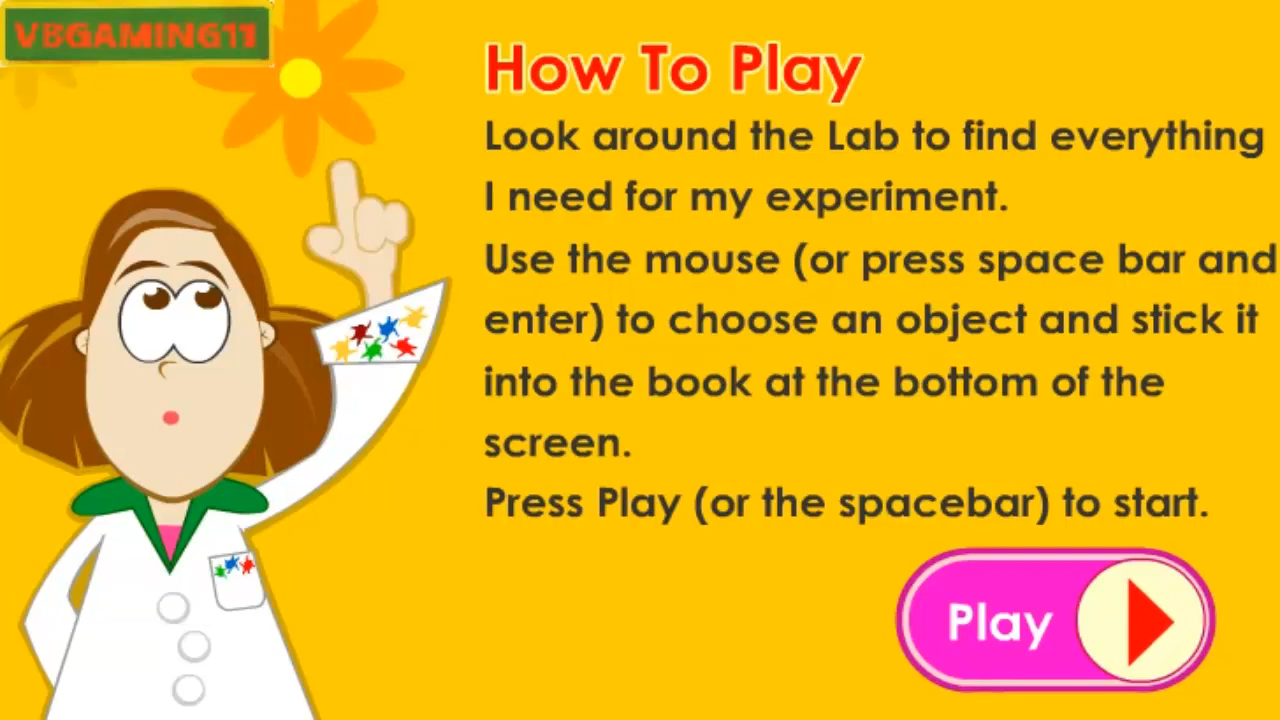 VBGAMING11
How To Play
Look around the Lab to find everything
I need for my experiment.
Use the mouse (or press space bar and
enter) to choose an object and stick it
into the book at the bottom of the
screen.
Press Play (or the spacebar) to start.
Play